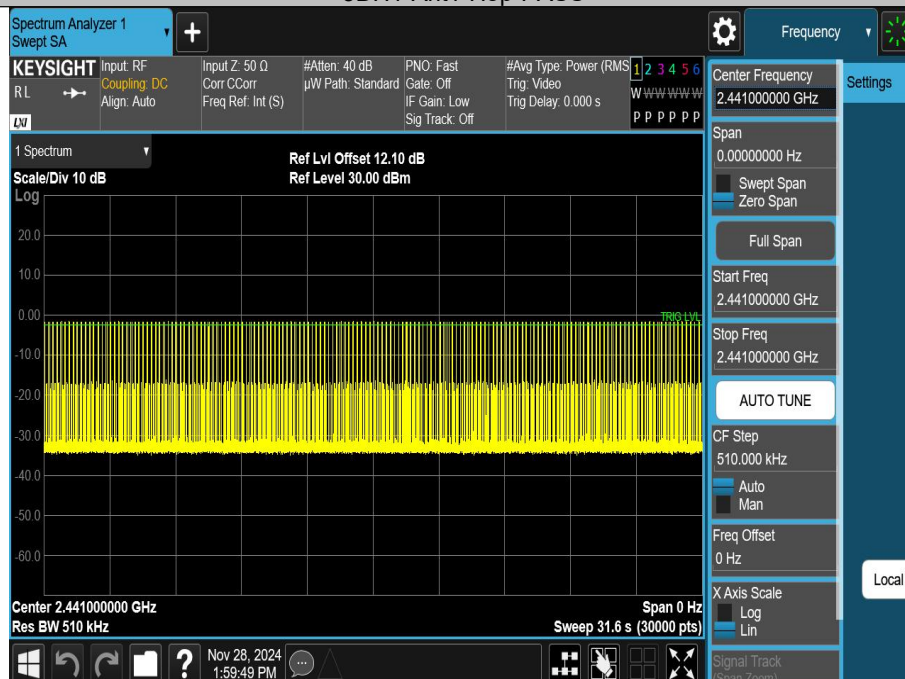 Spectrum Analyzer 1
Swept SA
+
Frequency
KEYSIGHT
RL
LXI
Input: RF
Coupling: DC
Align: Auto
Input Z: 50 Ω
Corr CCorr
Freq Ref: Int (S)
#Atten: 40 dB
µW Path: Standard
PNO: Fast
Gate: Off
IF Gain: Low
Sig Track: Off
#Avg Type: Power (RMS
Trig: Video
Trig Delay: 0.000 s
1 2 3 4 5 6
W W W W W W
P P P P P P
1 Spectrum
Scale/Div 10 dB
Log
Ref Lvl Offset 12.10 dB
Ref Level 30.00 dBm
20.0
10.0
0.00
TRIG LVL
-10.0
-20.0
-30.0
-40.0
-50.0
-60.0
Center 2.441000000 GHz
Res BW 510 kHz
Span 0 Hz
Sweep 31.6 s (30000 pts)
Center Frequency
2.441000000 GHz
Settings
Span
0.00000000 Hz
Swept Span
Zero Span
Full Span
Start Freq
2.441000000 GHz
Stop Freq
2.441000000 GHz
AUTO TUNE
CF Step
510.000 kHz
Auto
Man
Freq Offset
0 Hz
Local
X Axis Scale
Log
Lin
Signal Track
(Span Zoom)
?
Nov 28, 2024
1:59:49 PM